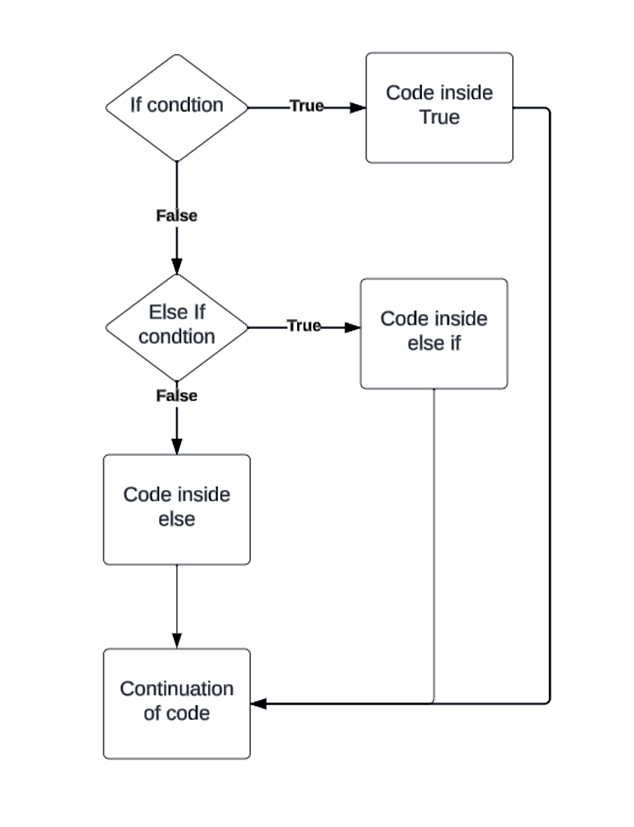 If condtion
True
Code inside
True
False
Else If
condtion
True
Code inside
else if
False
Code inside
else
Continuation
of code